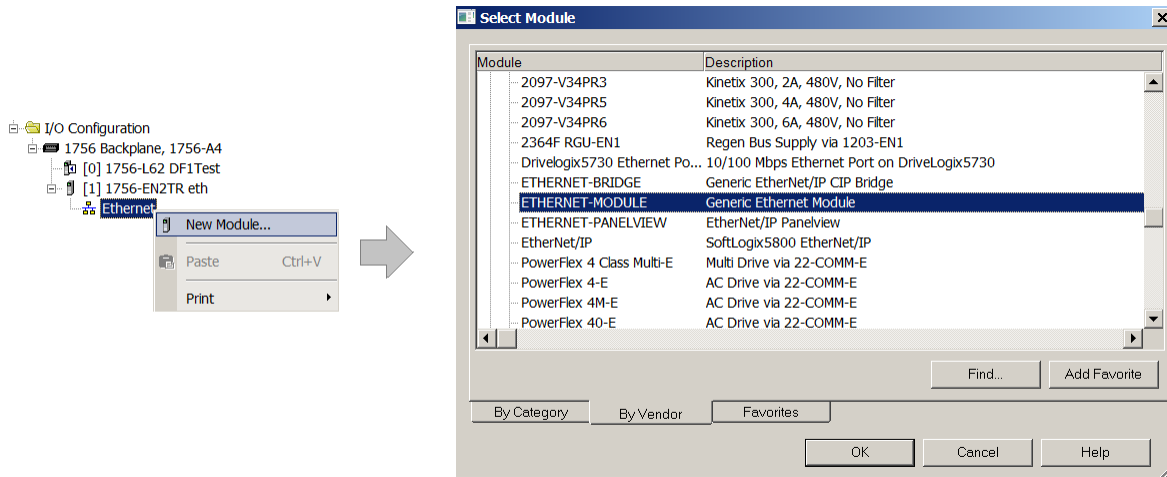 I/O Configuration
1756 Backplane, 1756-A4
[0] 1756-L62 DF1Test
[1] 1756-EN2TR eth
Ethernet
New Module...
Paste Ctrl+V
Print
Select Module
Module Description
2097-V34PR3 Kinetix 300, 2A, 480V, No Filter
2097-V34PR5 Kinetix 300, 4A, 480V, No Filter
2097-V34PR6 Kinetix 300, 6A, 480V, No Filter
2364F RGU-EN1 Regen Bus Supply via 1203-EN1
Drivelogix5730 Ethernet Po... 10/100 Mbps Ethernet Port on DriveLogix5730
ETHERNET-BRIDGE Generic EtherNet/IP CIP Bridge
ETHERNET-MODULE Generic Ethernet Module
ETHERNET-PANELVIEW EtherNet/IP Panelview
EtherNet/IP SoftLogix5800 EtherNet/IP
PowerFlex 4 Class Multi-E Multi Drive via 22-COMM-E
PowerFlex 4-E AC Drive via 22-COMM-E
PowerFlex 4M-E AC Drive via 22-COMM-E
PowerFlex 40-E AC Drive via 22-COMM-E
Find... Add Favorite
By Category By Vendor Favorites
OK Cancel Help